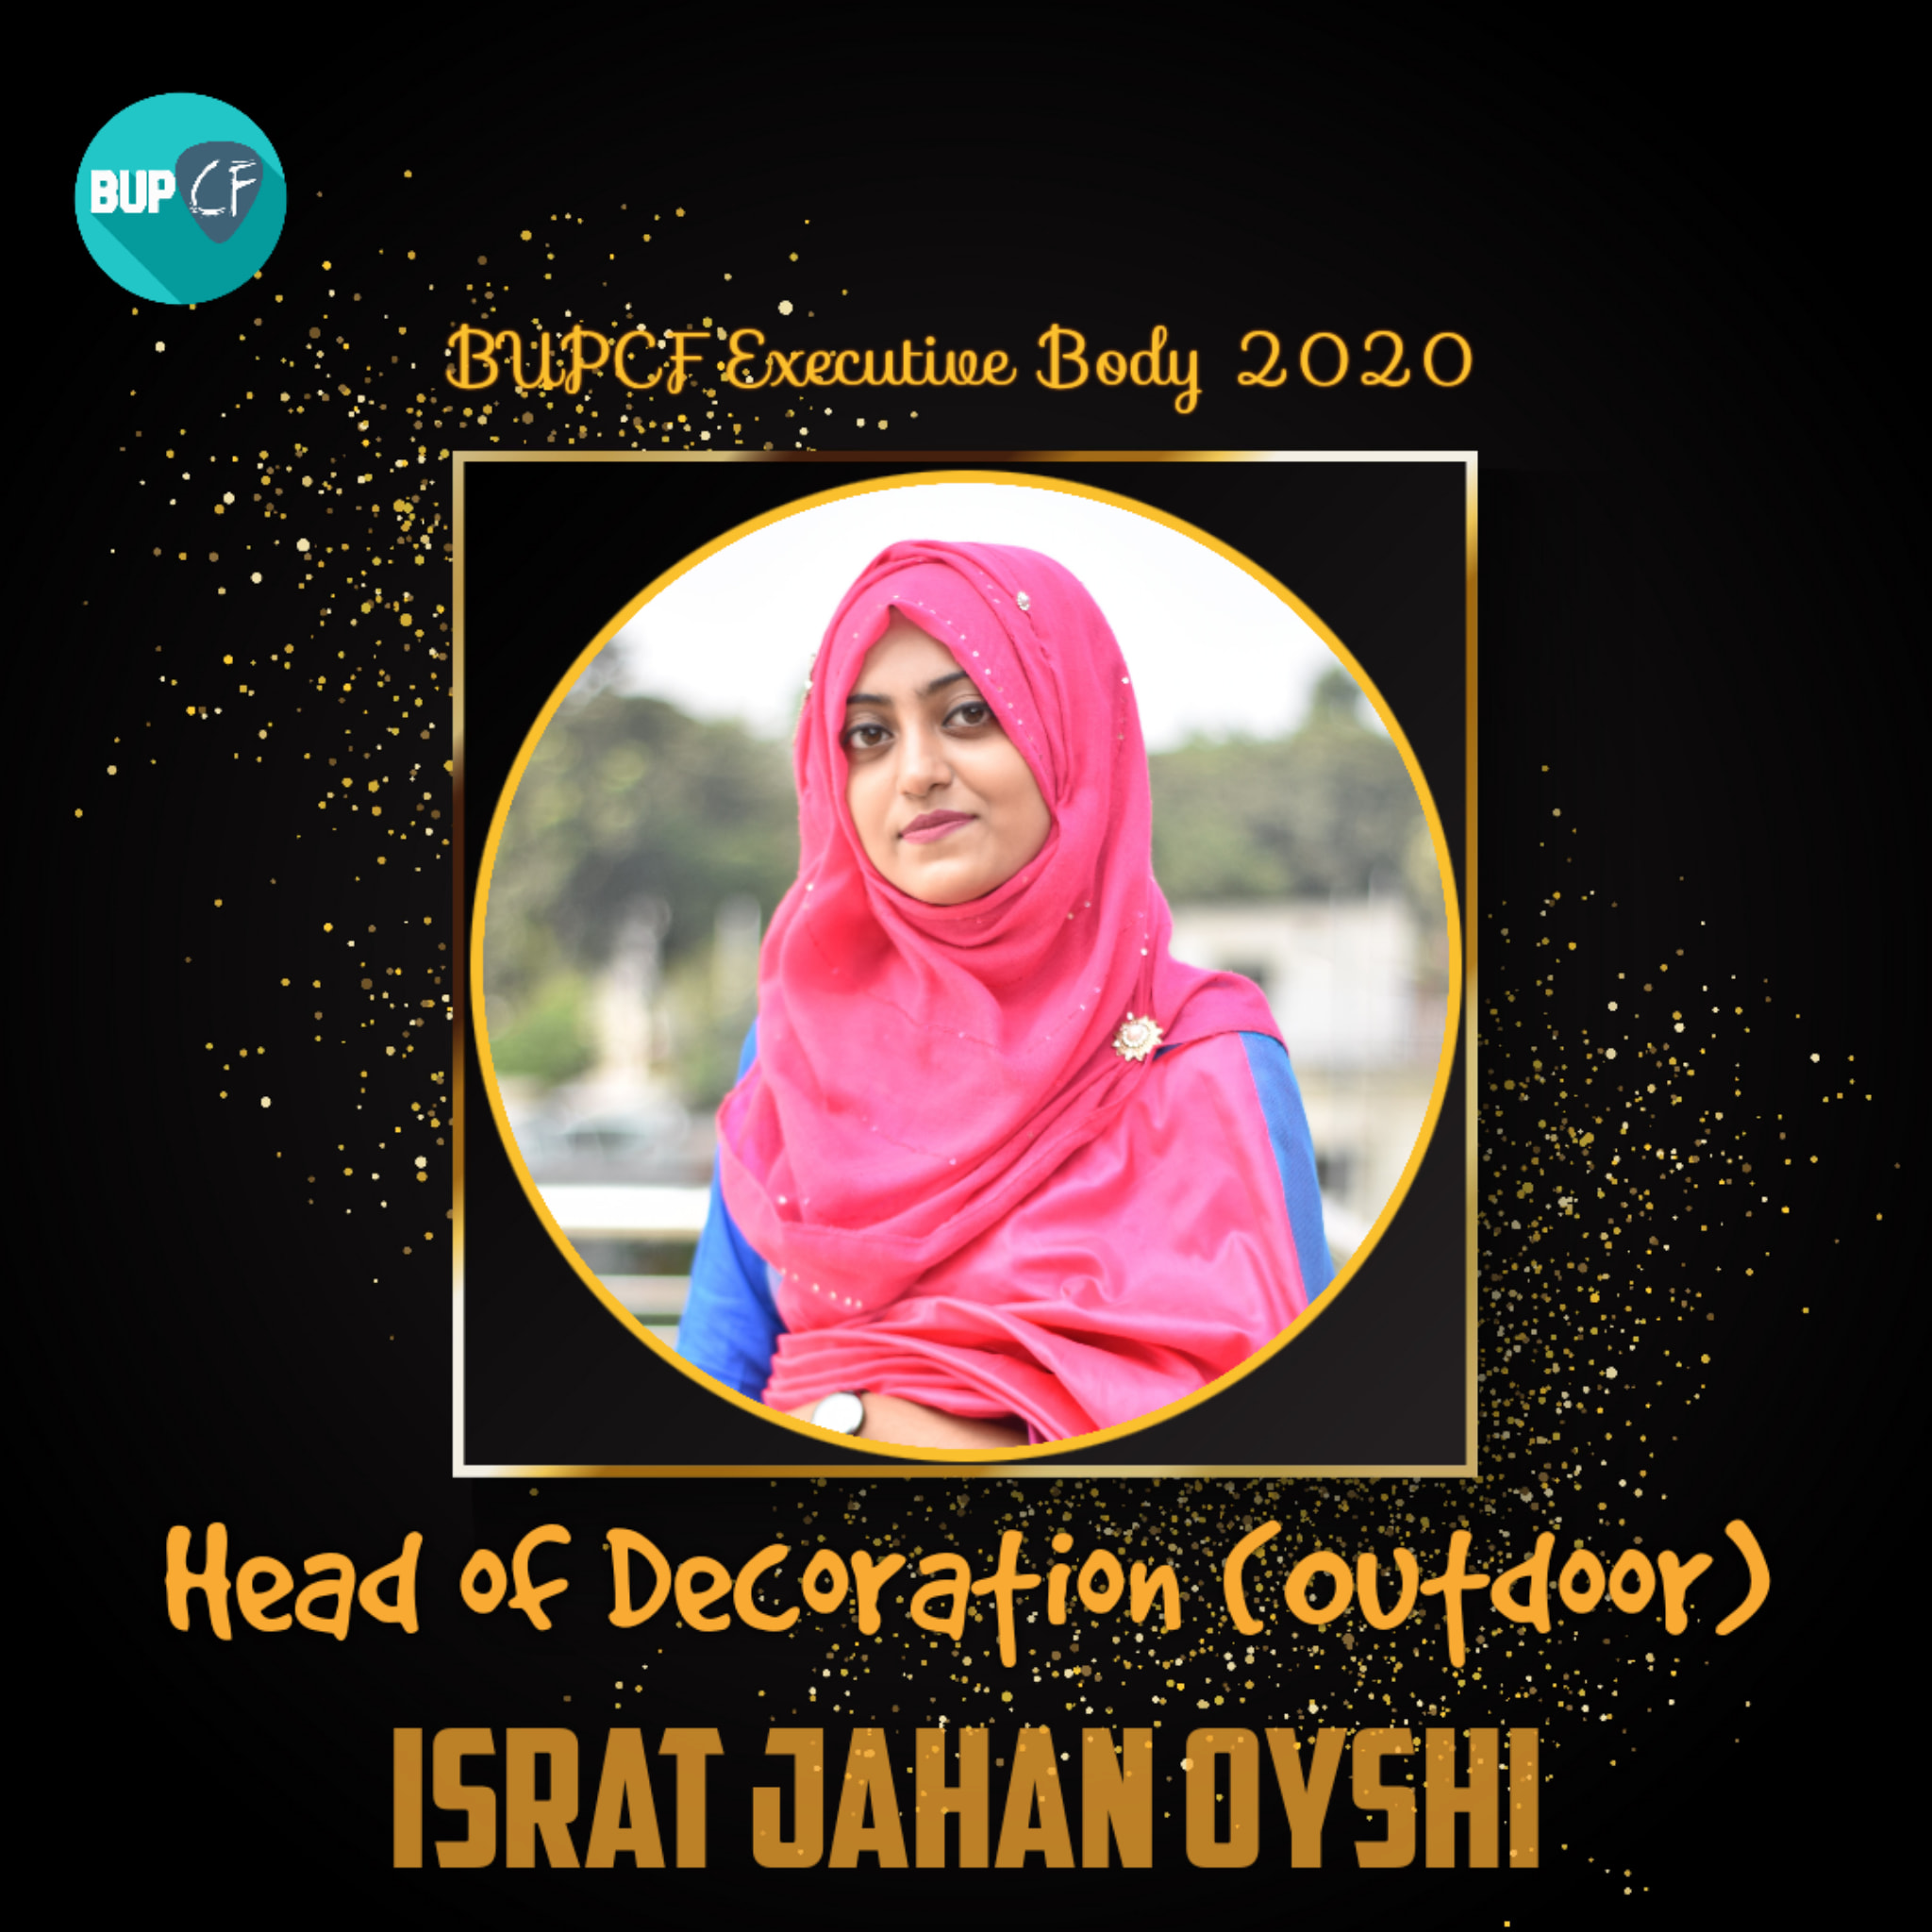 BUP CF
BUPCF Executive Body 2020
Head of Decoration (outdoor)
ISRAT JAHAN OYSHI